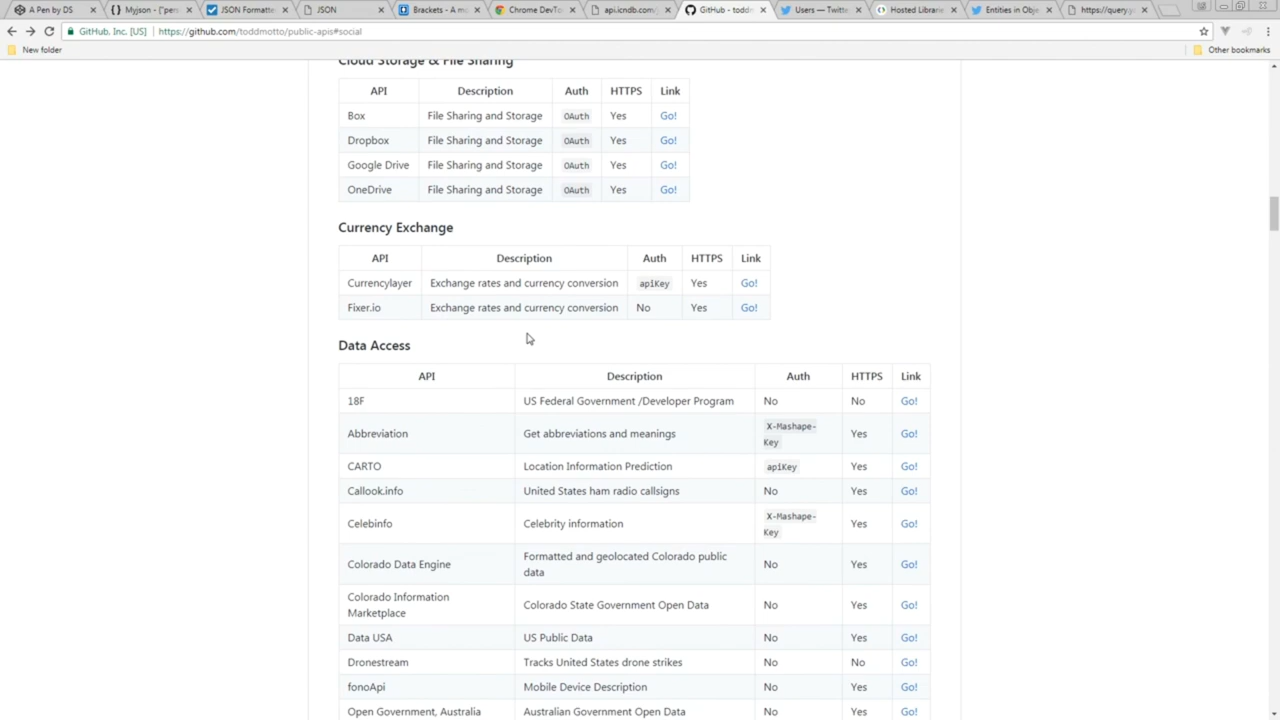 A Pen by DS
{} Myjson - {"pers
JSON Formatte
JSON
Brackets - A mo
Chrome DevTo
api.icndb.com/
GitHub - toddm
Users — Twitte
Hosted Librarie
Entities in Obje
https://query.y
GitHub, Inc. [US] https://github.com/toddmotto/public-apis#social
New folder Other bookmarks
Cloud Storage & File Sharing
API Description Auth HTTPS Link
Box File Sharing and Storage OAuth Yes Go!
Dropbox File Sharing and Storage OAuth Yes Go!
Google Drive File Sharing and Storage OAuth Yes Go!
OneDrive File Sharing and Storage OAuth Yes Go!
Currency Exchange
API Description Auth HTTPS Link
Currencylayer Exchange rates and currency conversion apiKey Yes Go!
Fixer.io Exchange rates and currency conversion No Yes Go!
Data Access
API Description Auth HTTPS Link
18F US Federal Government /Developer Program No No Go!
Abbreviation Get abbreviations and meanings X-Mashape-
Key Yes Go!
CARTO Location Information Prediction apiKey Yes Go!
Callook.info United States ham radio callsigns No Yes Go!
Celebinfo Celebrity information X-Mashape-
Key Yes Go!
Colorado Data Engine Formatted and geolocated Colorado public
data No Yes Go!
Colorado Information
Marketplace Colorado State Government Open Data No Yes Go!
Data USA US Public Data No Yes Go!
Dronestream Tracks United States drone strikes No No Go!
fonoApi Mobile Device Description No Yes Go!
Open Government, Australia Australian Government Open Data No Yes Go!